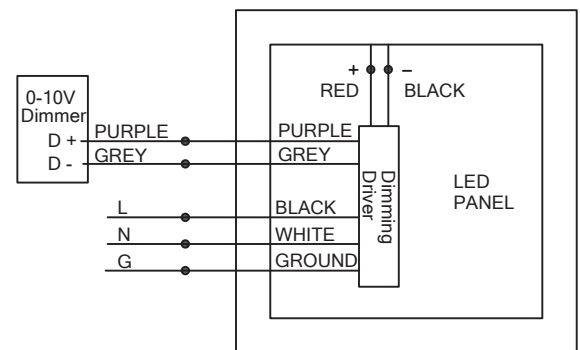 + –
RED BLACK
0-10V
Dimmer
D + PURPLE PURPLE
D - GREY GREY
Dimming
Driver
LED
PANEL
L BLACK
N WHITE
G GROUND